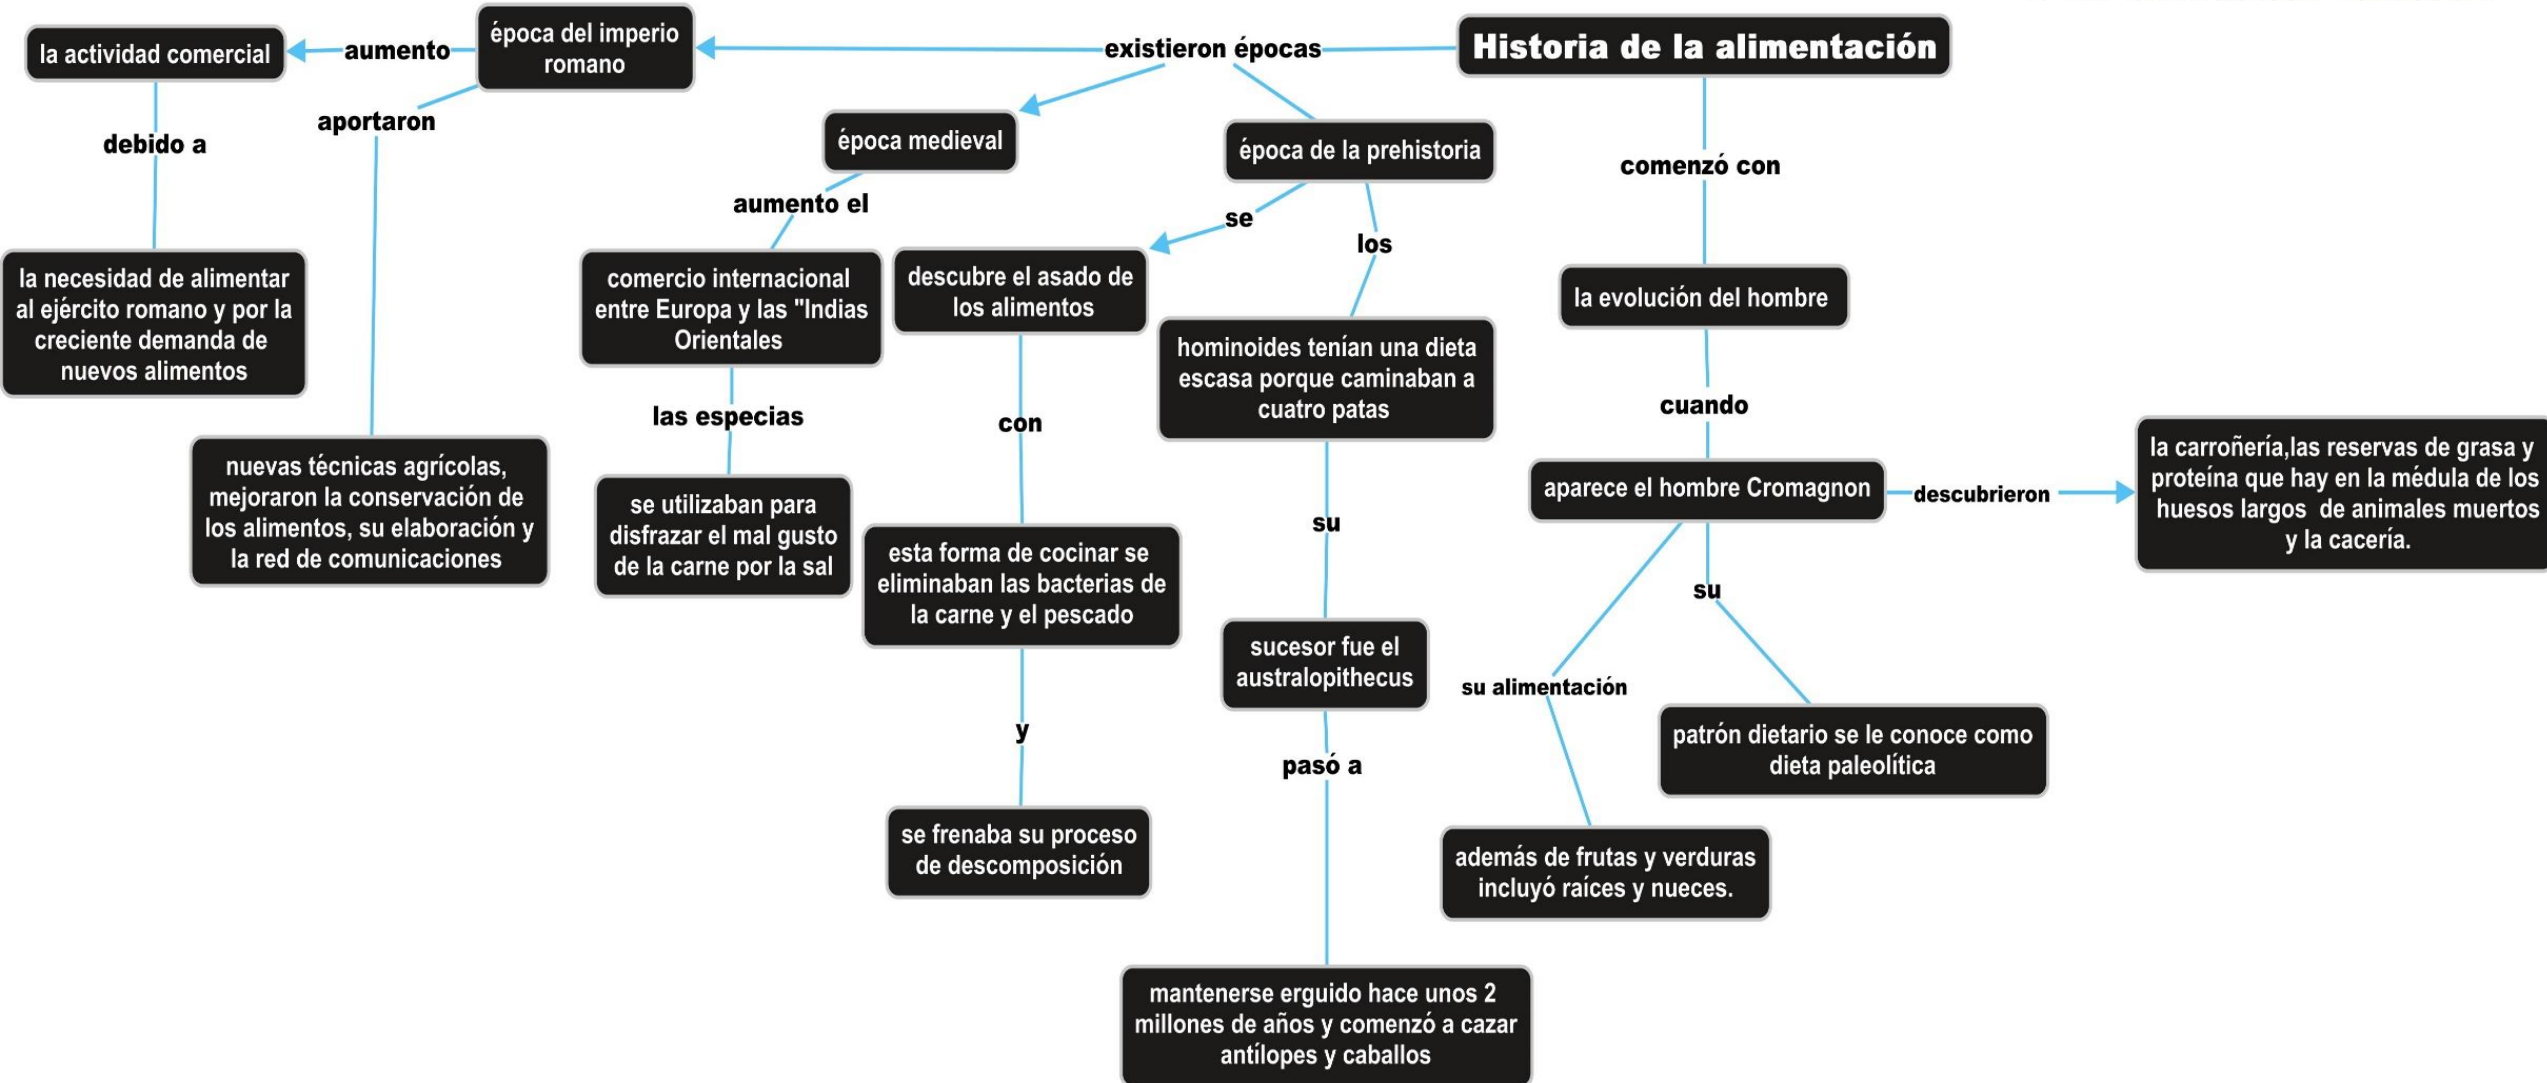 Historia de la alimentación
existieron épocas
época del imperio
romano
aumento
la actividad comercial
debido a
la necesidad de alimentar
al ejército romano y por la
creciente demanda de
nuevos alimentos
aportaron
nuevas técnicas agrícolas,
mejoraron la conservación de
los alimentos, su elaboración y
la red de comunicaciones
época medieval
aumento el
comercio internacional
entre Europa y las "Indias
Orientales
las especias
se utilizaban para
disfrazar el mal gusto
de la carne por la sal
época de la prehistoria
se
descubre el asado de
los alimentos
con
esta forma de cocinar se
eliminaban las bacterias de
la carne y el pescado
y
se frenaba su proceso
de descomposición
los
hominoides tenían una dieta
escasa porque caminaban a
cuatro patas
su
sucesor fue el
australopithecus
pasó a
mantenerse erguido hace unos 2
millones de años y comenzó a cazar
antílopes y caballos
comenzó con
la evolución del hombre
cuando
aparece el hombre Cromagnon
descubrieron
la carroñería,las reservas de grasa y
proteína que hay en la médula de los
huesos largos de animales muertos
y la cacería.
su
patrón dietario se le conoce como
dieta paleolítica
su alimentación
además de frutas y verduras
incluyó raíces y nueces.